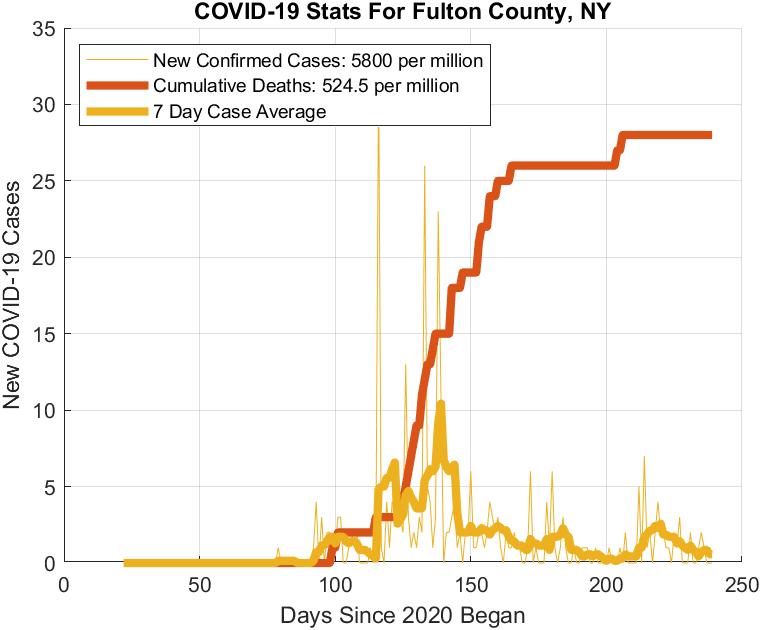 COVID-19 Stats For Fulton County, NY
35
30
25
20
15
10
5
0
New COVID-19 Cases
New Confirmed Cases: 5800 per million
Cumulative Deaths: 524.5 per million
7 Day Case Average
0
50
100
150
200
250
Days Since 2020 Began